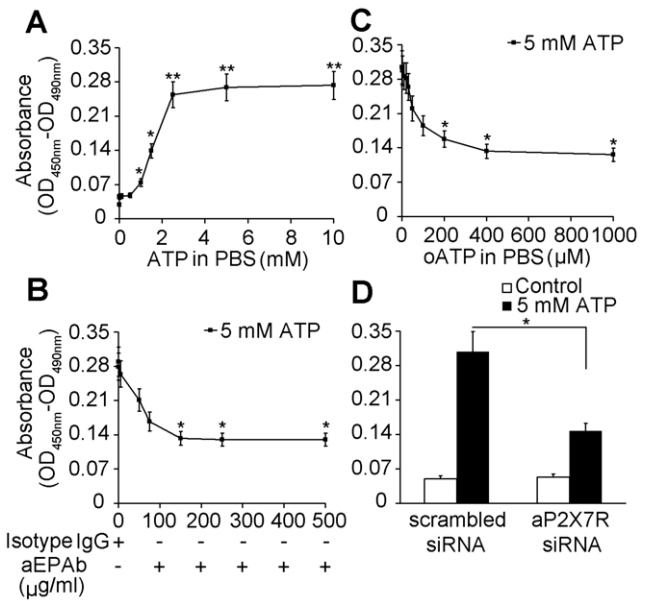 A
Absorbance
(OD450nm-OD490nm)
0.35
0.28
0.21
0.14
0.07
0
*
*
**
**
**
0 2 4 6 8 10
ATP in PBS (mM)
C
5 mM ATP
0.35
0.28
0.21
0.14
0.07
0
*
*
*
0 200 400 600 800 1000
oATP in PBS (µM)
B
5 mM ATP
Absorbance
(OD450nm-OD490nm)
0.35
0.28
0.21
0.14
0.07
0
*
*
*
0 100 200 300 400 500
Isotype IgG + - - - - -
aEPAb - + + + + +
(µg/ml)
D
Control
5 mM ATP
0.35
0.28
0.21
0.14
0.07
0
*
scrambled
siRNA
aP2X7R
siRNA